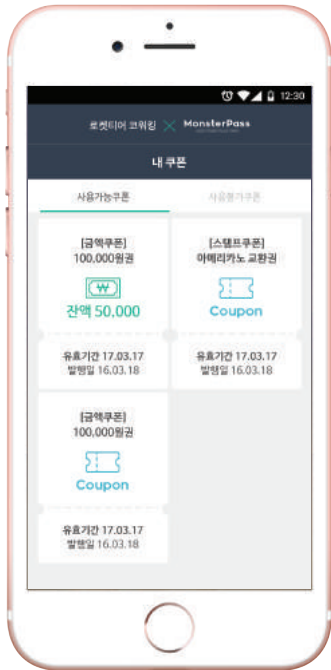 12:30
로켓티어 코워킹 × MonsterPass
내 쿠폰
사용가능쿠폰 사용불가쿠폰
[금액쿠폰]
100,000원권
₩
잔액 50,000
유효기간 17.03.17
발행일 16.03.18
[스탬프쿠폰]
아메리카노 교환권
Coupon
유효기간 17.03.17
발행일 16.03.18
[금액쿠폰]
100,000원권
Coupon
유효기간 17.03.17
발행일 16.03.18